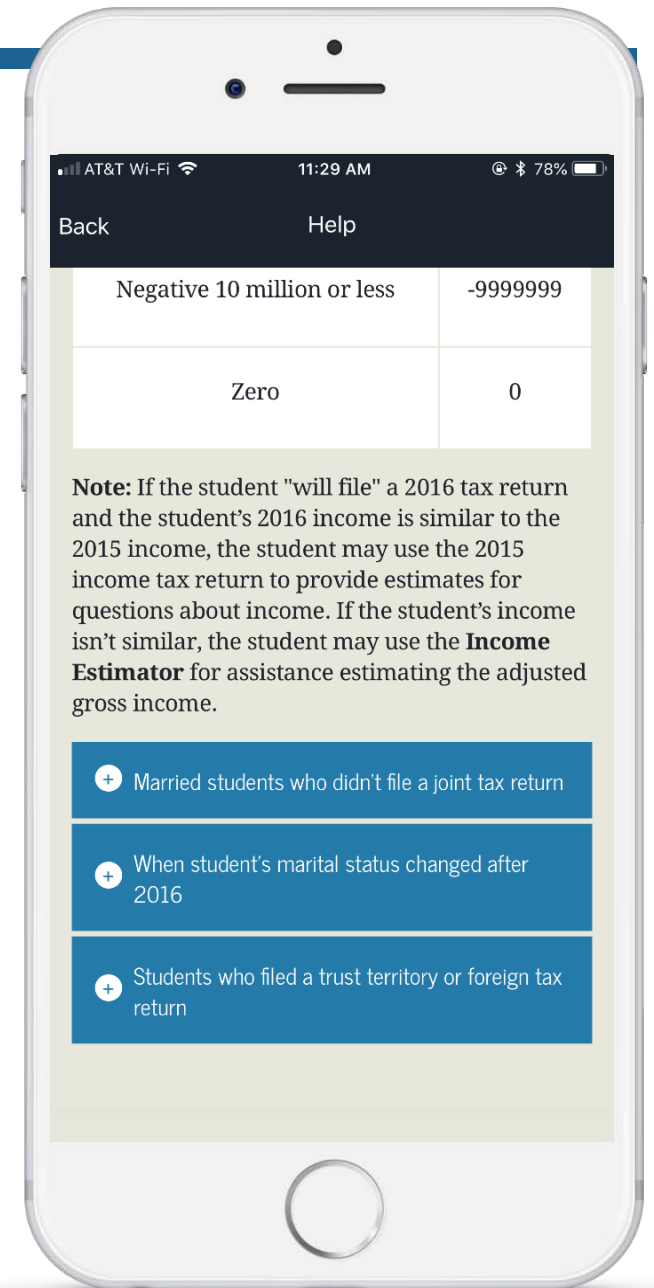 AT&T Wi-Fi 11:29 AM 78%
Back Help
Negative 10 million or less -9999999
Zero 0
Note: If the student "will file" a 2016 tax return
and the student’s 2016 income is similar to the
2015 income, the student may use the 2015
income tax return to provide estimates for
questions about income. If the student’s income
isn’t similar, the student may use the Income
Estimator for assistance estimating the adjusted
gross income.
Married students who didn’t file a joint tax return
When student’s marital status changed after
2016
Students who filed a trust territory or foreign tax
return